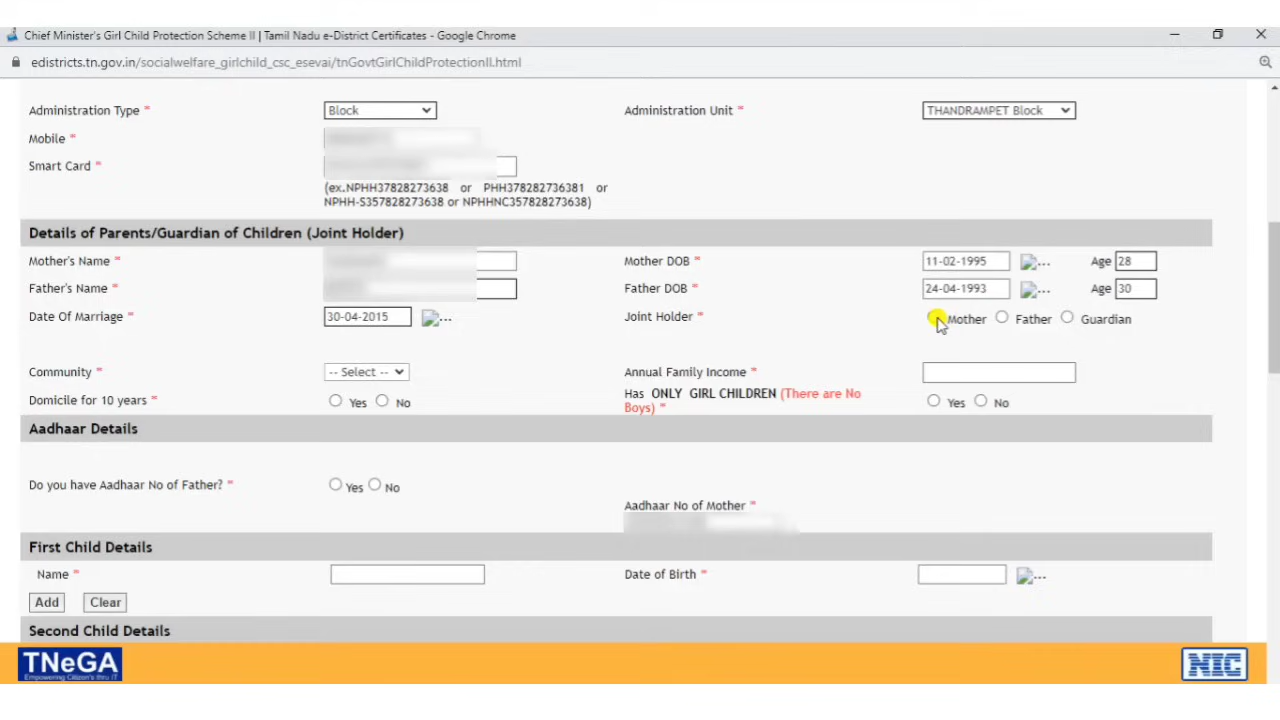 Chief Minister's Girl Child Protection Scheme II | Tamil Nadu e-District Certificates - Google Chrome
edistricts.tn.gov.in/socialwelfare_girlchild_csc_esevai/tnGovtGirlChildProtectionII.html
Administration Type * Block Administration Unit * THANDRAMPET Block
Mobile *
Smart Card *
(ex.NPHH37828273638 or PHH378282736381 or
NPHH-S357828273638 or NPHHNC357828273638)
Details of Parents/Guardian of Children (Joint Holder)
Mother's Name * Mother DOB * 11-02-1995 ... Age 28
Father's Name * Father DOB * 24-04-1993 ... Age 30
Date Of Marriage * 30-04-2015 ... Joint Holder * Mother Father Guardian
Community * -- Select -- Annual Family Income *
Domicile for 10 years * Yes No Has ONLY GIRL CHILDREN (There are No
Boys) * Yes No
Aadhaar Details
Do you have Aadhaar No of Father? * Yes No
Aadhaar No of Mother *
First Child Details
Name * Date of Birth * ...
Add Clear
Second Child Details
TNeGA
Empowering Citizen's thru IT
NIC